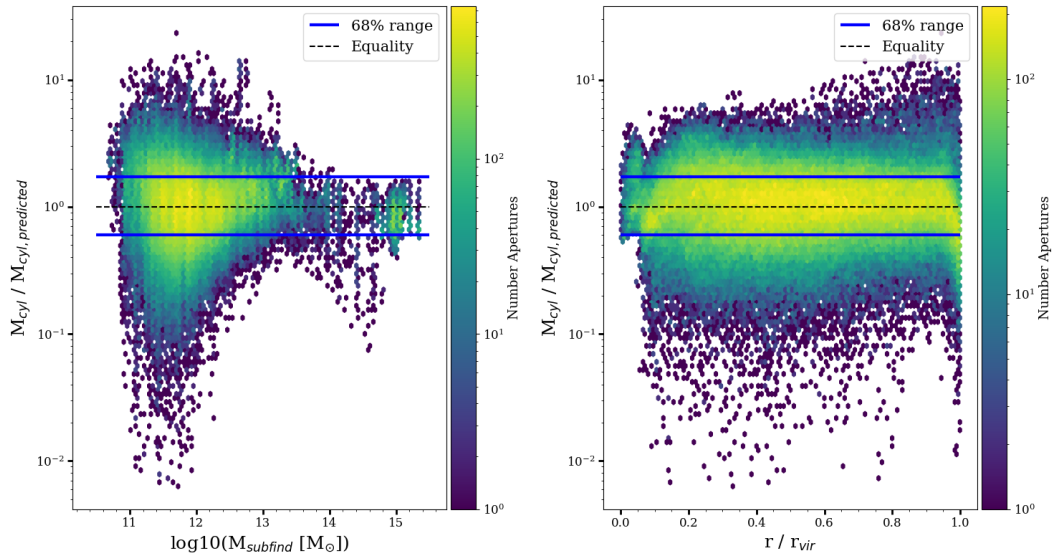 68% range
Equality
10¹
10⁰
10⁻¹
10⁻²
M_cyl / M_cyl,predicted
11
12
13
14
15
log10(M_subfind [M_⊙])
10²
10¹
10⁰
Number Apertures
68% range
Equality
10¹
10⁰
10⁻¹
10⁻²
M_cyl / M_cyl,predicted
0.0
0.2
0.4
0.6
0.8
1.0
r / r_vir
10²
10¹
10⁰
Number Apertures